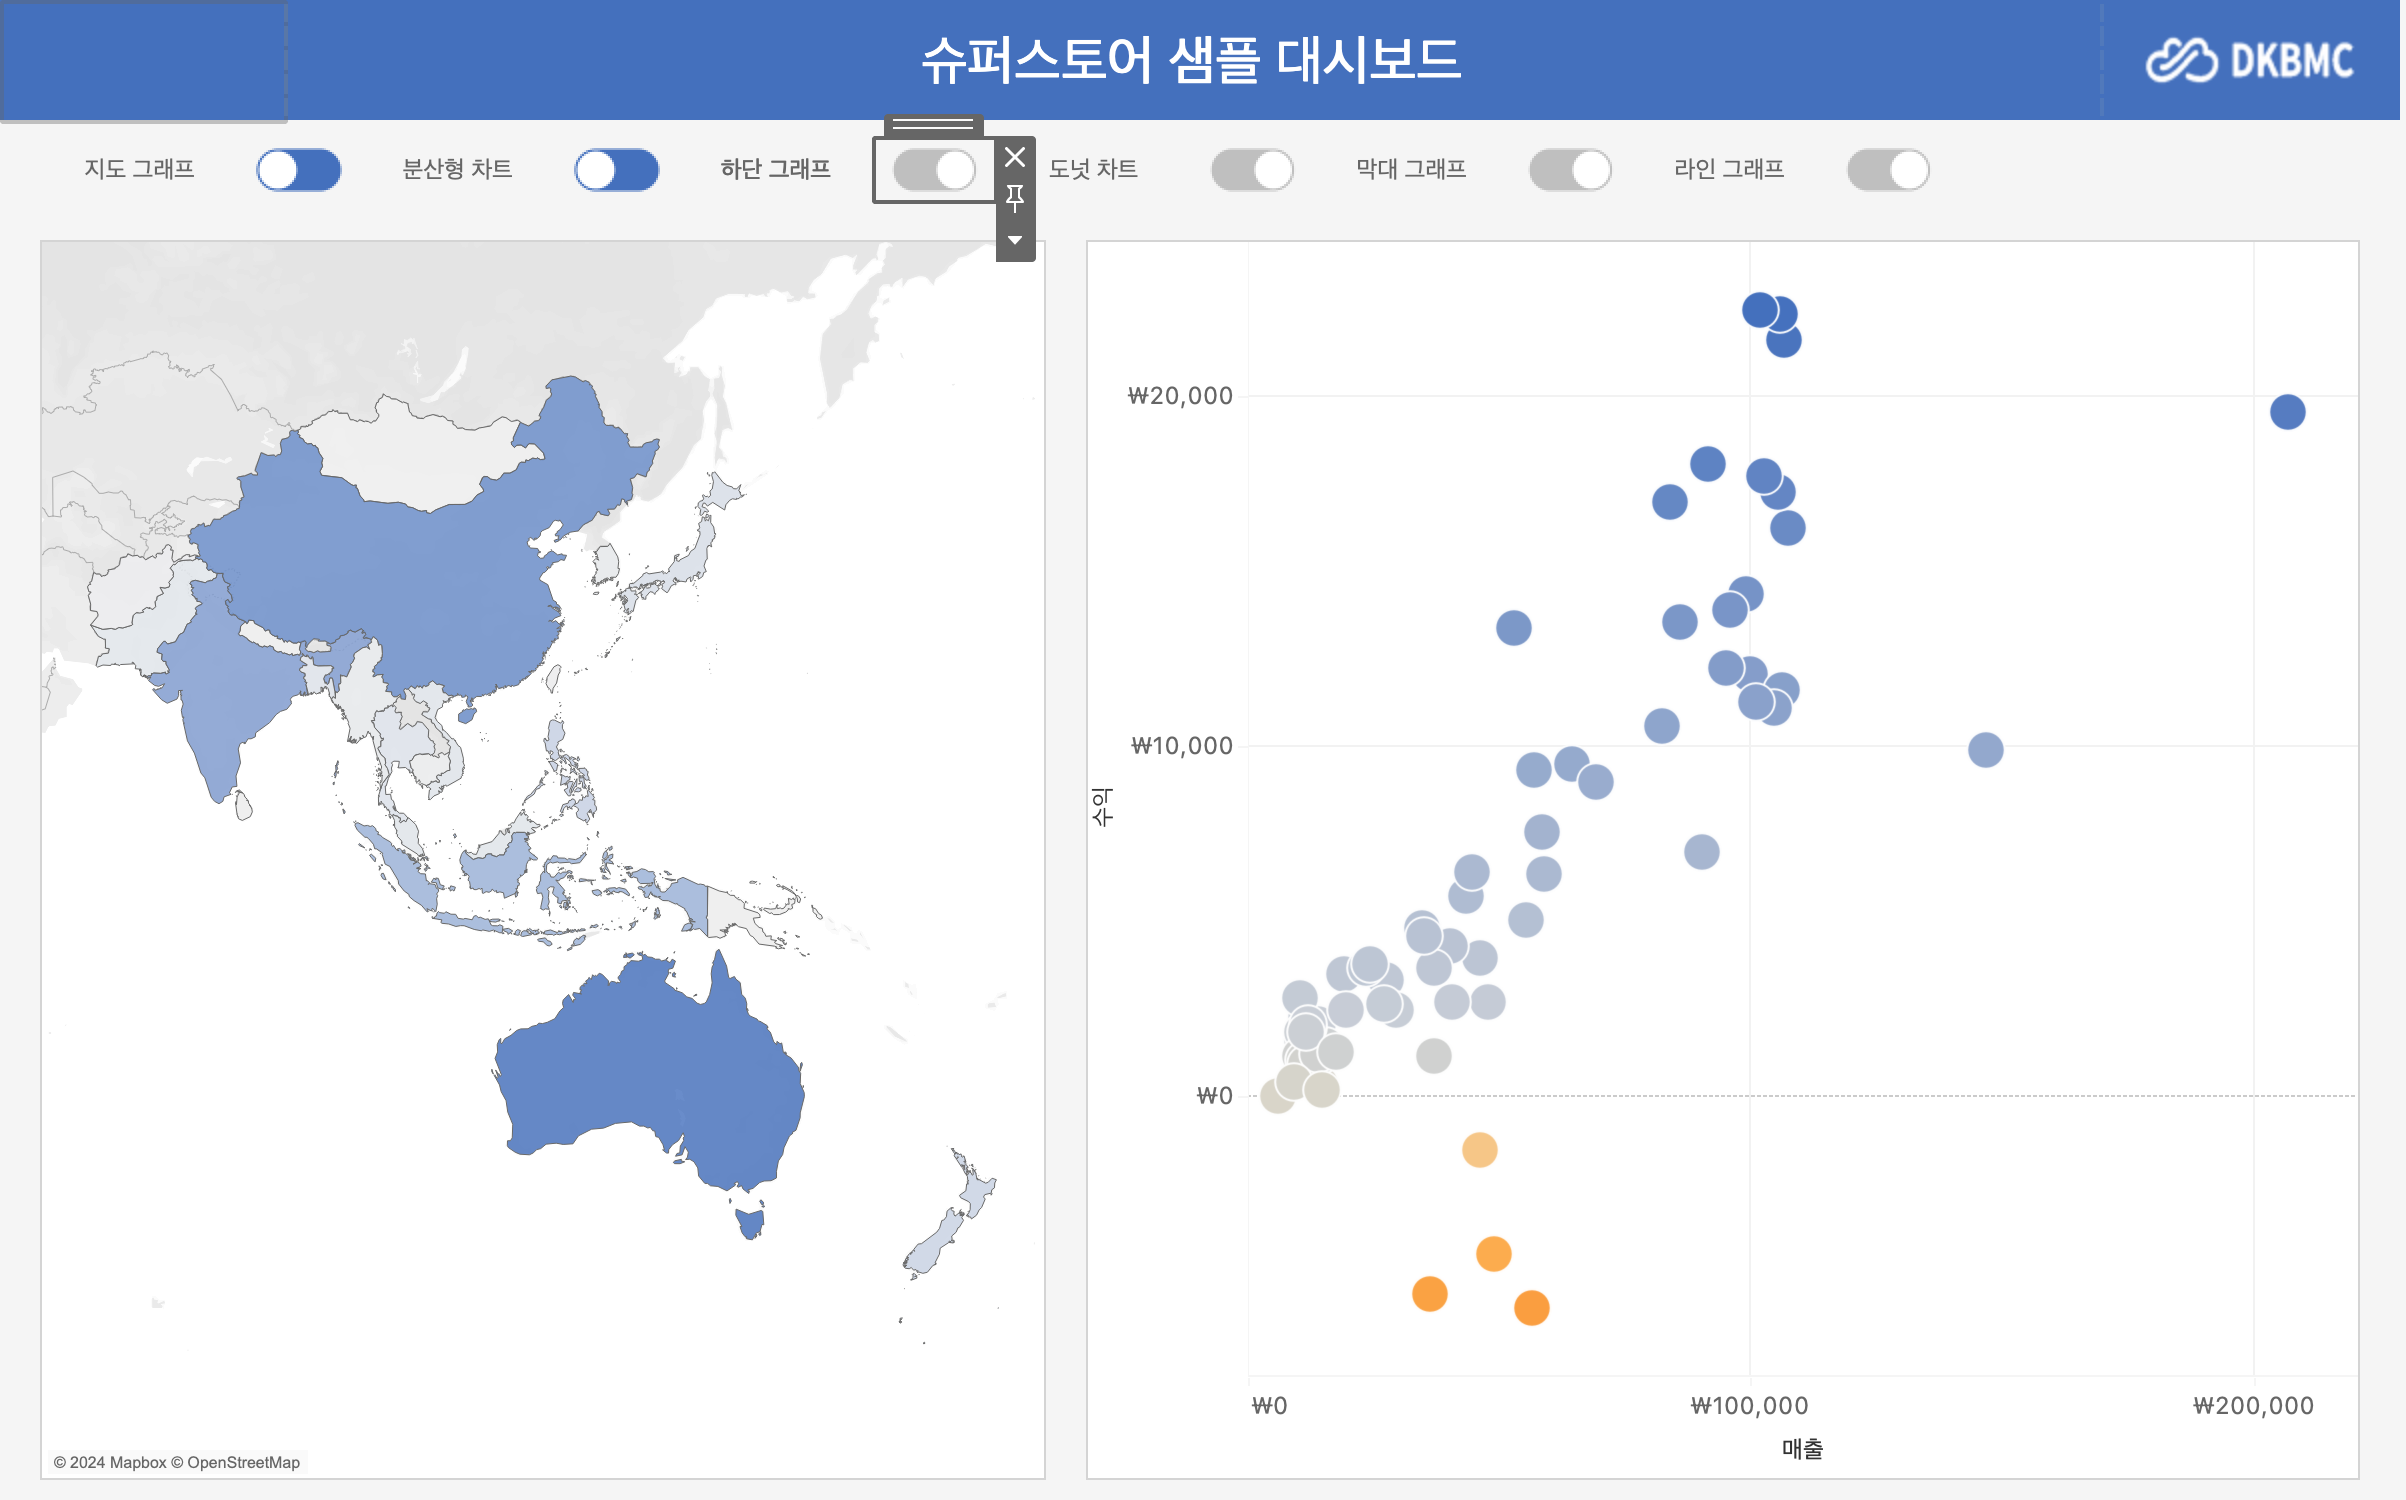 슈퍼스토어 샘플 대시보드
DKBMC
지도 그래프
분산형 차트
하단 그래프
도넛 차트
막대 그래프
라인 그래프
© 2024 Mapbox © OpenStreetMap
수익
₩20,000
₩10,000
₩0
₩0
₩100,000
₩200,000
매출